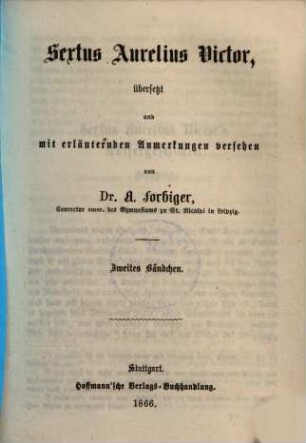 Sextus Aurelius Victor,
übersetzt
und
mit erläuternden Anmerkungen versehen
von
Dr. A. Forbiger,
Conrector emer. des Gymnasiums zu St. Nicolai in Leipzig.
Zweites Bändchen.
Stuttgart.
Hoffmann'sche Verlags-Buchhandlung.
1866.